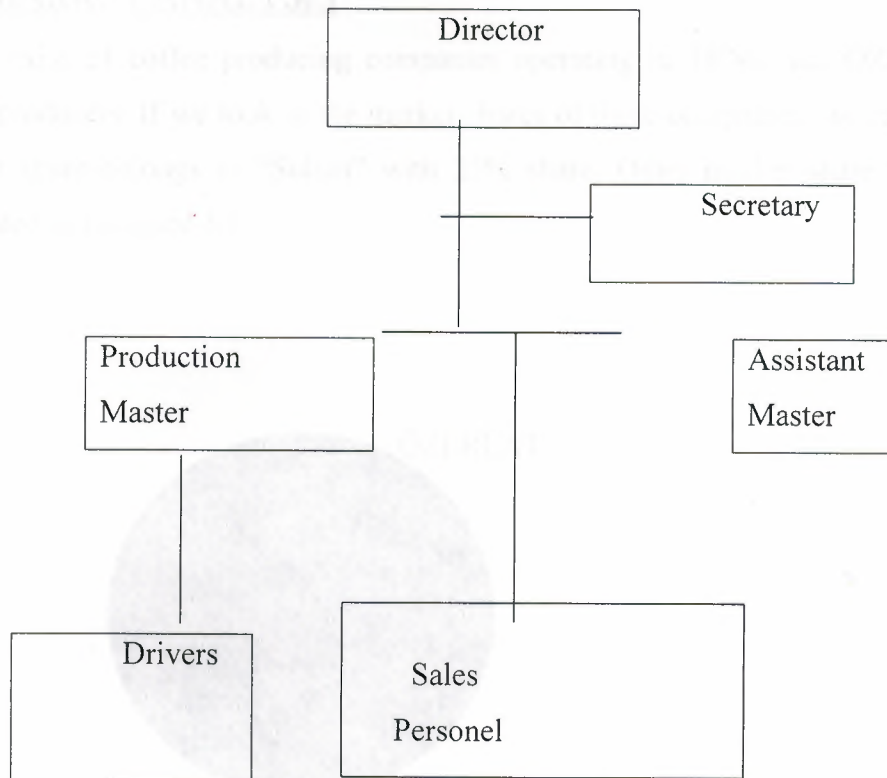 Director
Secretary
Production
Master
Assistant
Master
Drivers
Sales
Personel